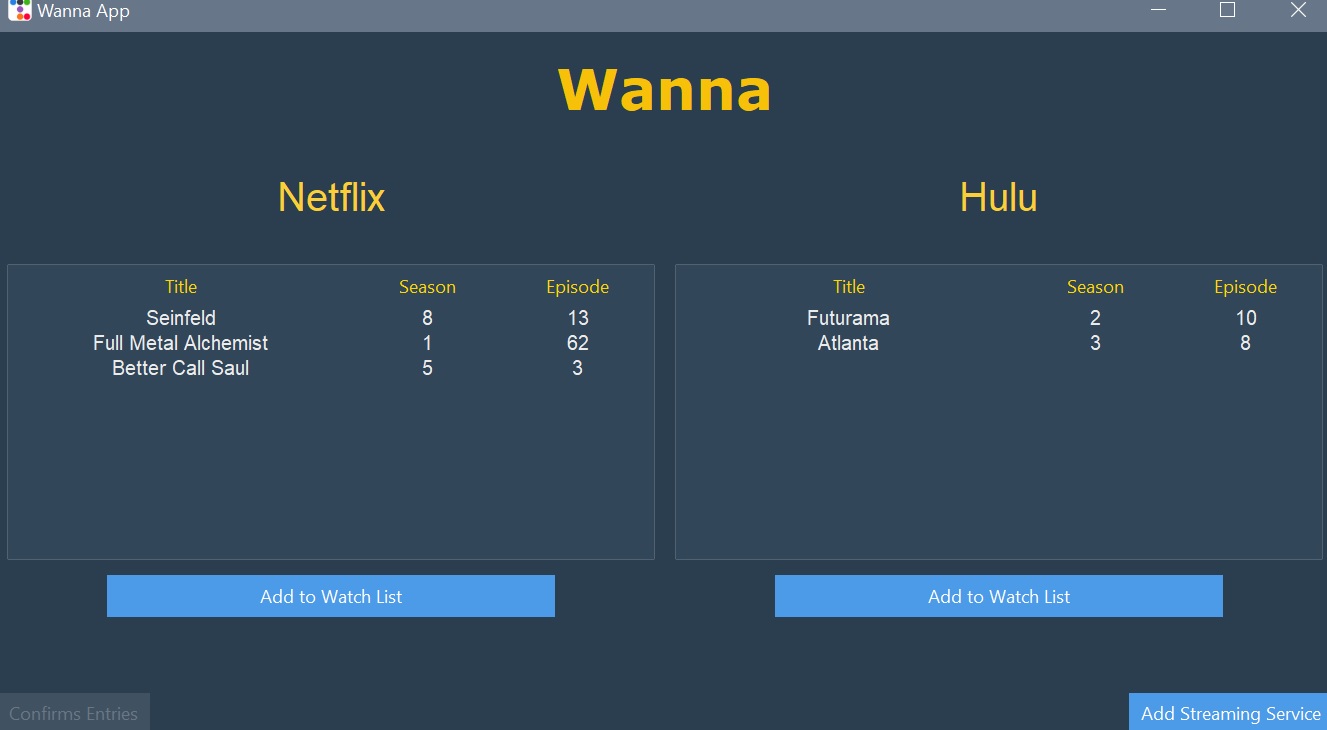 Wanna App
Wanna
Netflix
Title Season Episode
Seinfeld 8 13
Full Metal Alchemist 1 62
Better Call Saul 5 3
Add to Watch List
Hulu
Title Season Episode
Futurama 2 10
Atlanta 3 8
Add to Watch List
Confirms Entries
Add Streaming Service